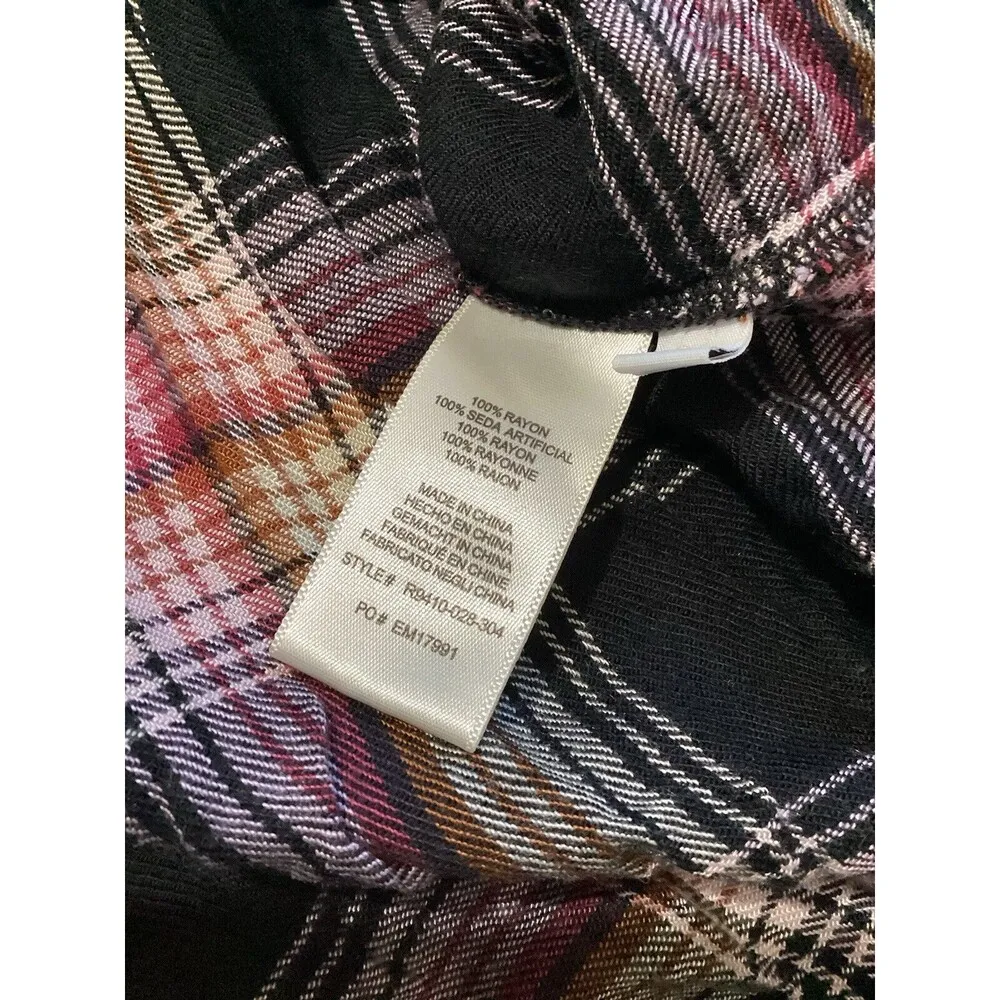 100% RAYON
100% SEDA ARTIFICIAL
100% RAYON
100% RAYONNE
100% RAION
MADE IN CHINA
HECHO EN CHINA
GEMACHT IN CHINA
FABRIQUÉ EN CHINE
FABRICATO NEGLI CHINA
STYLE# R9410-028-304
PO# EM17991